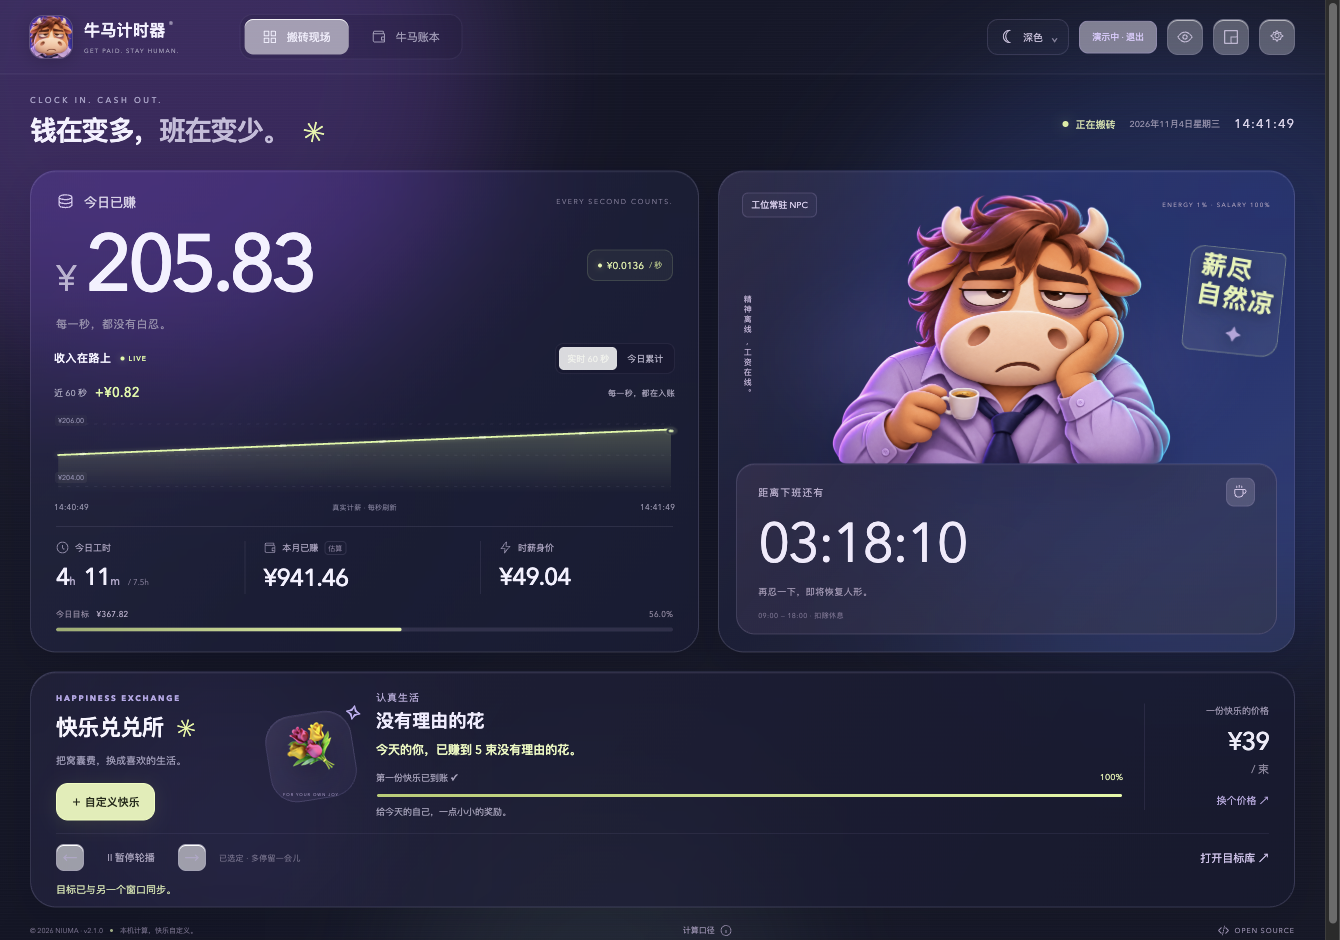 牛马计时器
GET PAID. STAY HUMAN.
搬砖现场
牛马账本
深色
演示中 · 退出
CLOCK IN. CASH OUT.
钱在变多，班在变少。
正在搬砖 2026年11月4日星期三 14:41:49
今日已赚
EVERY SECOND COUNTS.
¥205.83
¥0.0136 / 秒
每一秒，都没有白忍。
收入在路上 LIVE
实时 60 秒 今日累计
近 60 秒 +¥0.82
每一秒，都在入账
¥206.00
¥204.00
14:40:49 真实计薪 · 每秒刷新 14:41:49
今日工时
4h 11m / 7.5h
本月已赚 估算
¥941.46
时薪身价
¥49.04
今日目标 ¥367.82 56.0%
工位常驻 NPC
ENERGY 1% · SALARY 100%
精神离线，工资在线。
薪尽
自然凉
距离下班还有
03:18:10
再忍一下，即将恢复人形。
09:00 – 18:00 · 扣除休息
HAPPINESS EXCHANGE
快乐兑兑所
把窝囊费，换成喜欢的生活。
+ 自定义快乐
FOR YOUR OWN JOY
认真生活
没有理由的花
今天的你，已赚到 5 束没有理由的花。
第一份快乐已到账 ✓ 100%
给今天的自己，一点小小的奖励。
一份快乐的价格
¥39
/ 束
换个价格 ↗
← II 暂停轮播 → 已选定 · 多停留一会儿
打开目标库 ↗
目标已与另一个窗口同步。
© 2026 NIUMA · v2.1.0 • 本机计算，快乐自定义。
计算口径
OPEN SOURCE